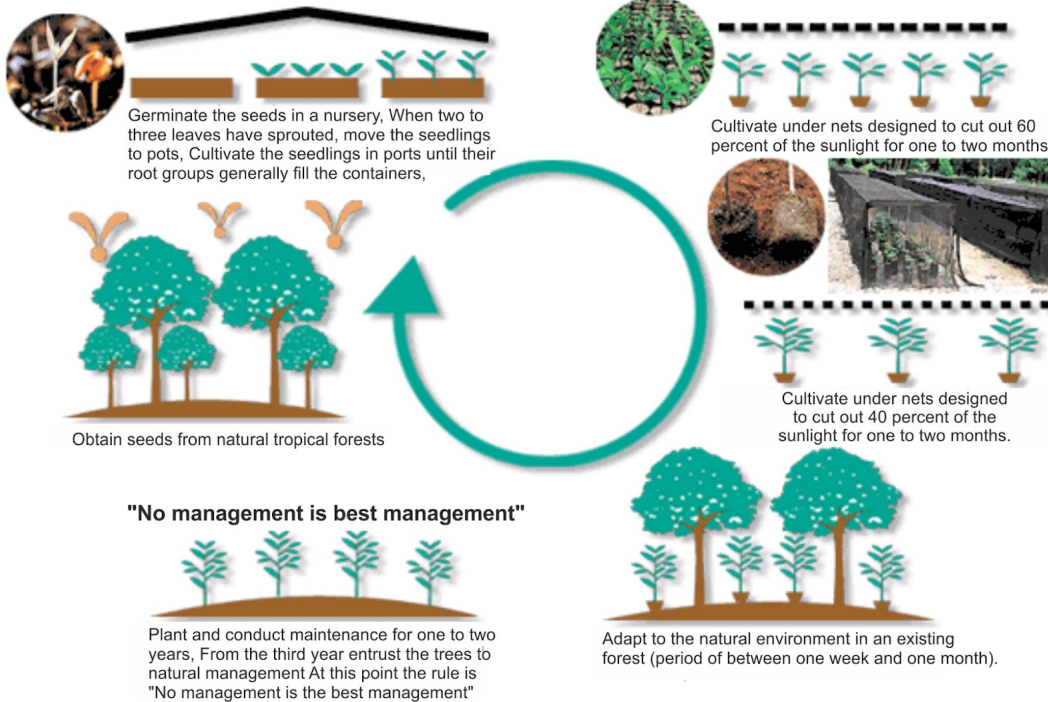 Germinate the seeds in a nursery, When two to
three leaves have sprouted, move the seedlings
to pots, Cultivate the seedlings in ports until their
root groups generally fill the containers,
Cultivate under nets designed to cut out 60
percent of the sunlight for one to two months
Cultivate under nets designed
to cut out 40 percent of the
sunlight for one to two months.
Adapt to the natural environment in an existing
forest (period of between one week and one month).
"No management is best management"
Plant and conduct maintenance for one to two
years, From the third year entrust the trees to
natural management At this point the rule is
"No management is the best management"
Obtain seeds from natural tropical forests